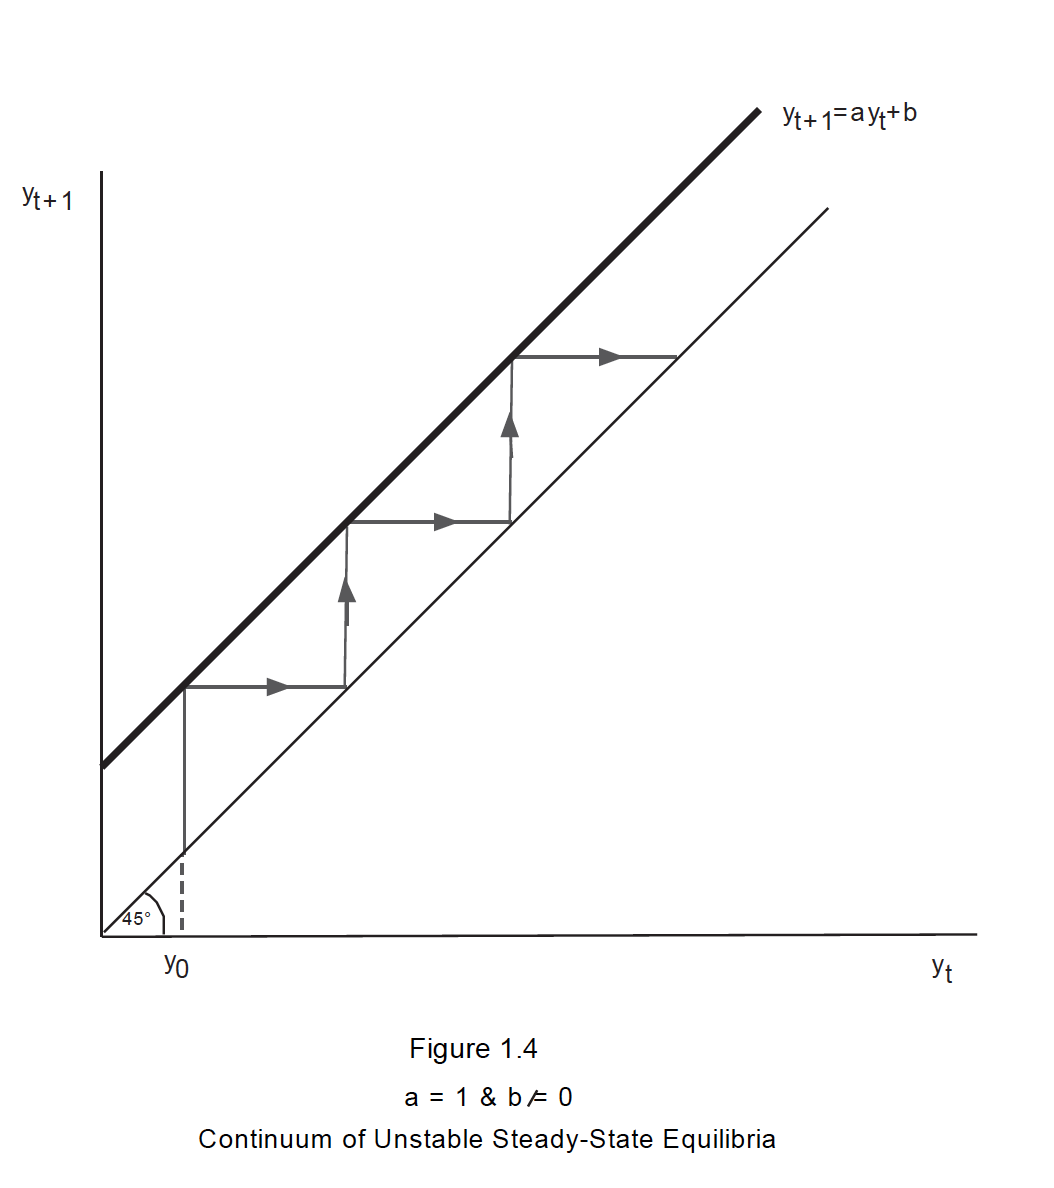 yt+1=ayt+b
yt+1
45°
y0
yt
Figure 1.4
a = 1 & b ≠ 0
Continuum of Unstable Steady-State Equilibria